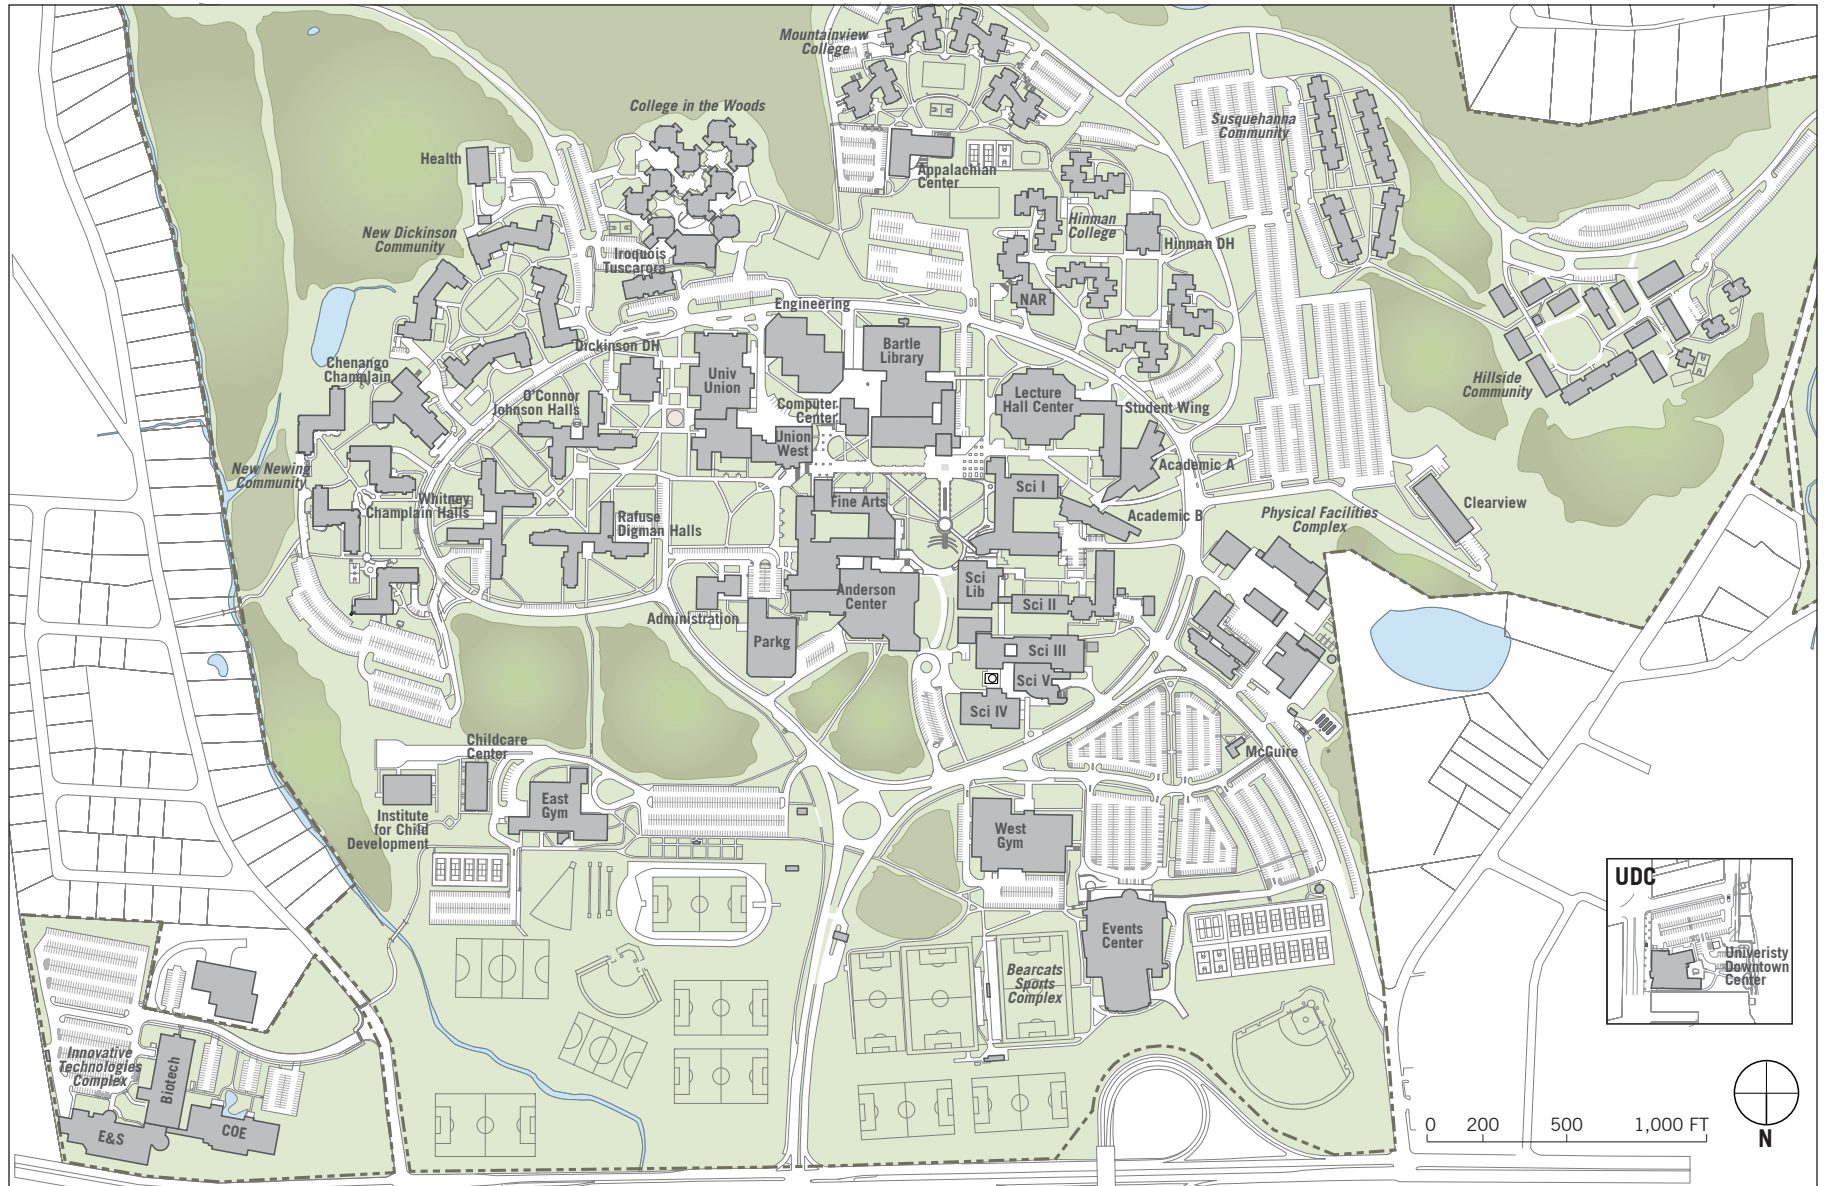 Mountainview
College
College in the Woods
Susquehanna
Community
Health
Appalachian
Center
New Dickinson
Community
Hinman
College
Hinman DH
Iroquois
Tuscarora
NAR
Engineering
Dickinson DH
Bartle
Library
Chenango
Champlain
Univ
Union
Hillside
Community
O'Connor
Johnson Halls
Computer
Center
Lecture
Hall Center
Student Wing
Union
West
Academic A
New Newing
Community
Whitney
Champlain Halls
Sci I
Fine Arts
Clearview
Rafuse
Digman Halls
Academic B
Physical Facilities
Complex
Anderson
Center
Sci
Lib
Sci II
Administration
Parkg
Sci III
Sci V
Sci IV
Childcare
Center
McGuire
Institute
for Child
Development
East
Gym
West
Gym
UDC
Univeristy
Downtown
Center
Events
Center
Bearcats
Sports
Complex
Innovative
Technologies
Complex
Biotech
E&S
COE
0 200 500 1,000 FT
N